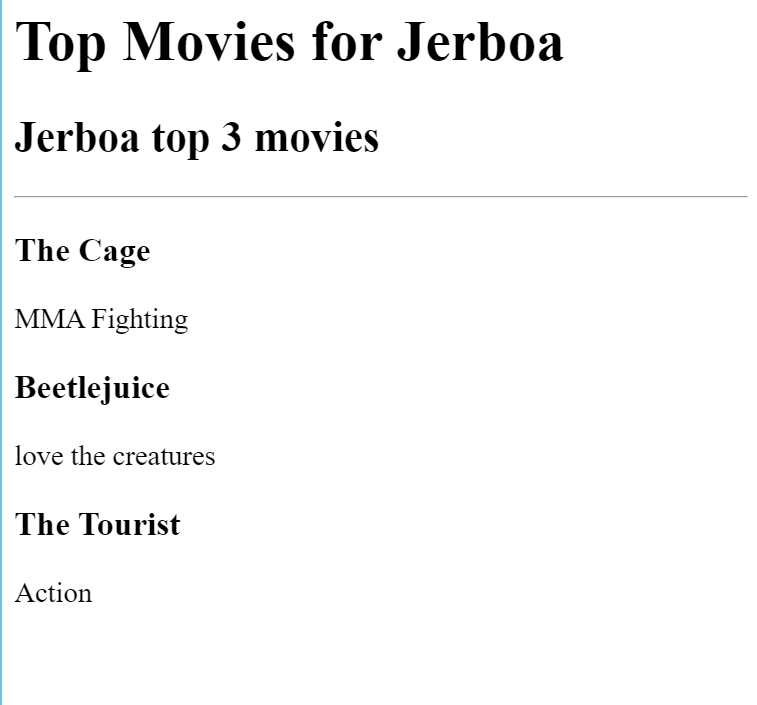 Top Movies for Jerboa
Jerboa top 3 movies
The Cage
MMA Fighting
Beetlejuice
love the creatures
The Tourist
Action